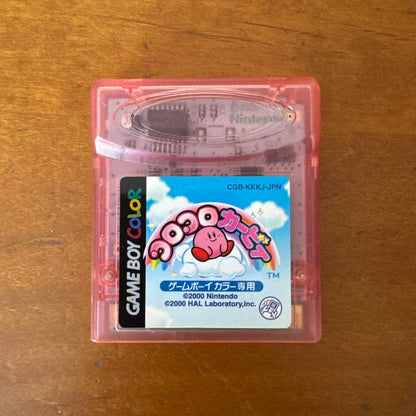 Nintendo
CGB-KKKJ-JPN
GAME BOY COLOR
コロコロカービィ
TM
ゲームボーイカラー専用
©2000 Nintendo
©2000 HAL Laboratory,Inc.